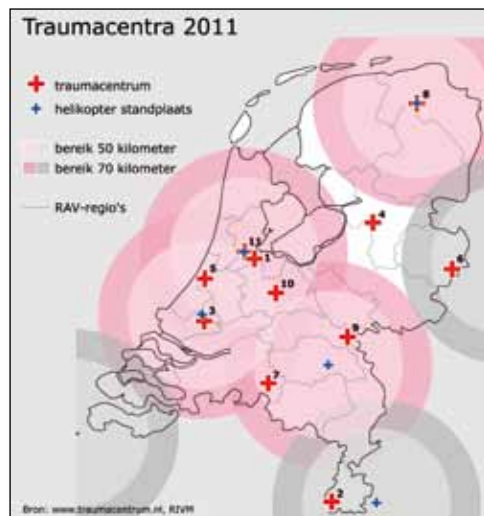 Traumacentra 2011
traumacentrum
helikopter standplaats
bereik 50 kilometer
bereik 70 kilometer
RAV-regio's
8
4
11
1
6
5
10
3
9
7
2
Bron: www.traumacentrum.nl, RIVM